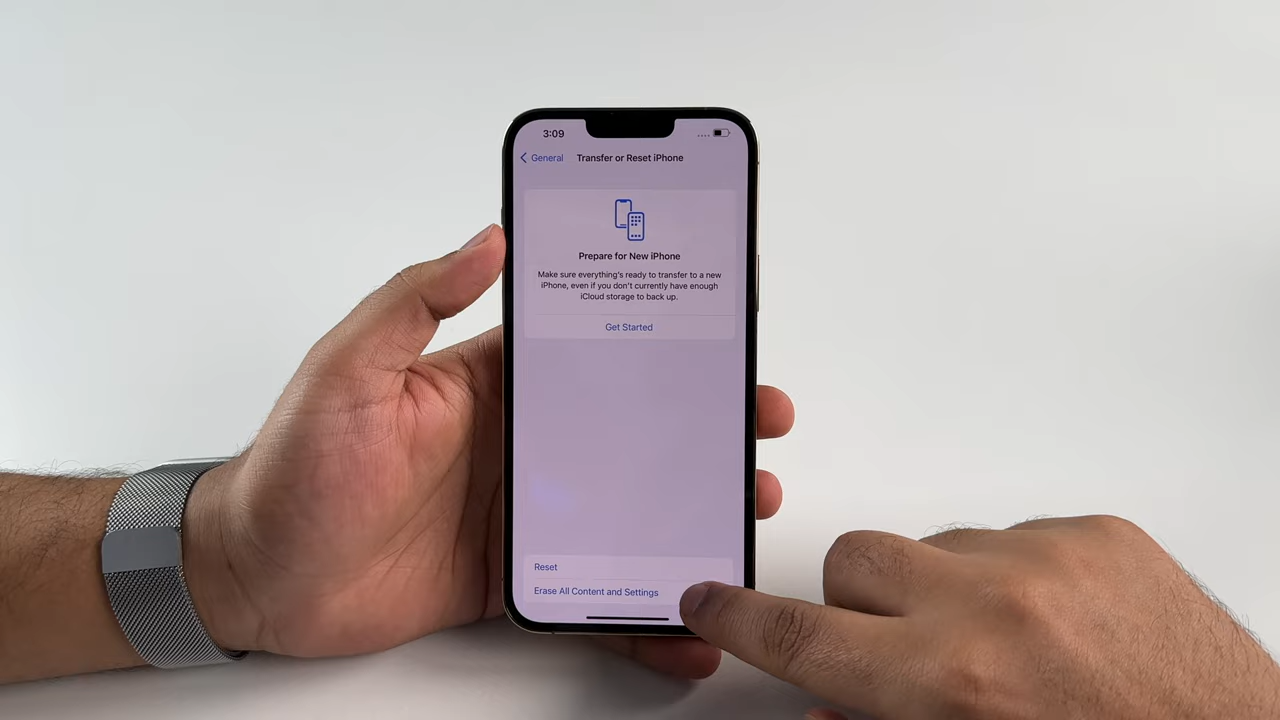 3:09
General
Transfer or Reset iPhone
Prepare for New iPhone
Make sure everything's ready to transfer to a new
iPhone, even if you don't currently have enough
iCloud storage to back up.
Get Started
Reset
Erase All Content and Settings